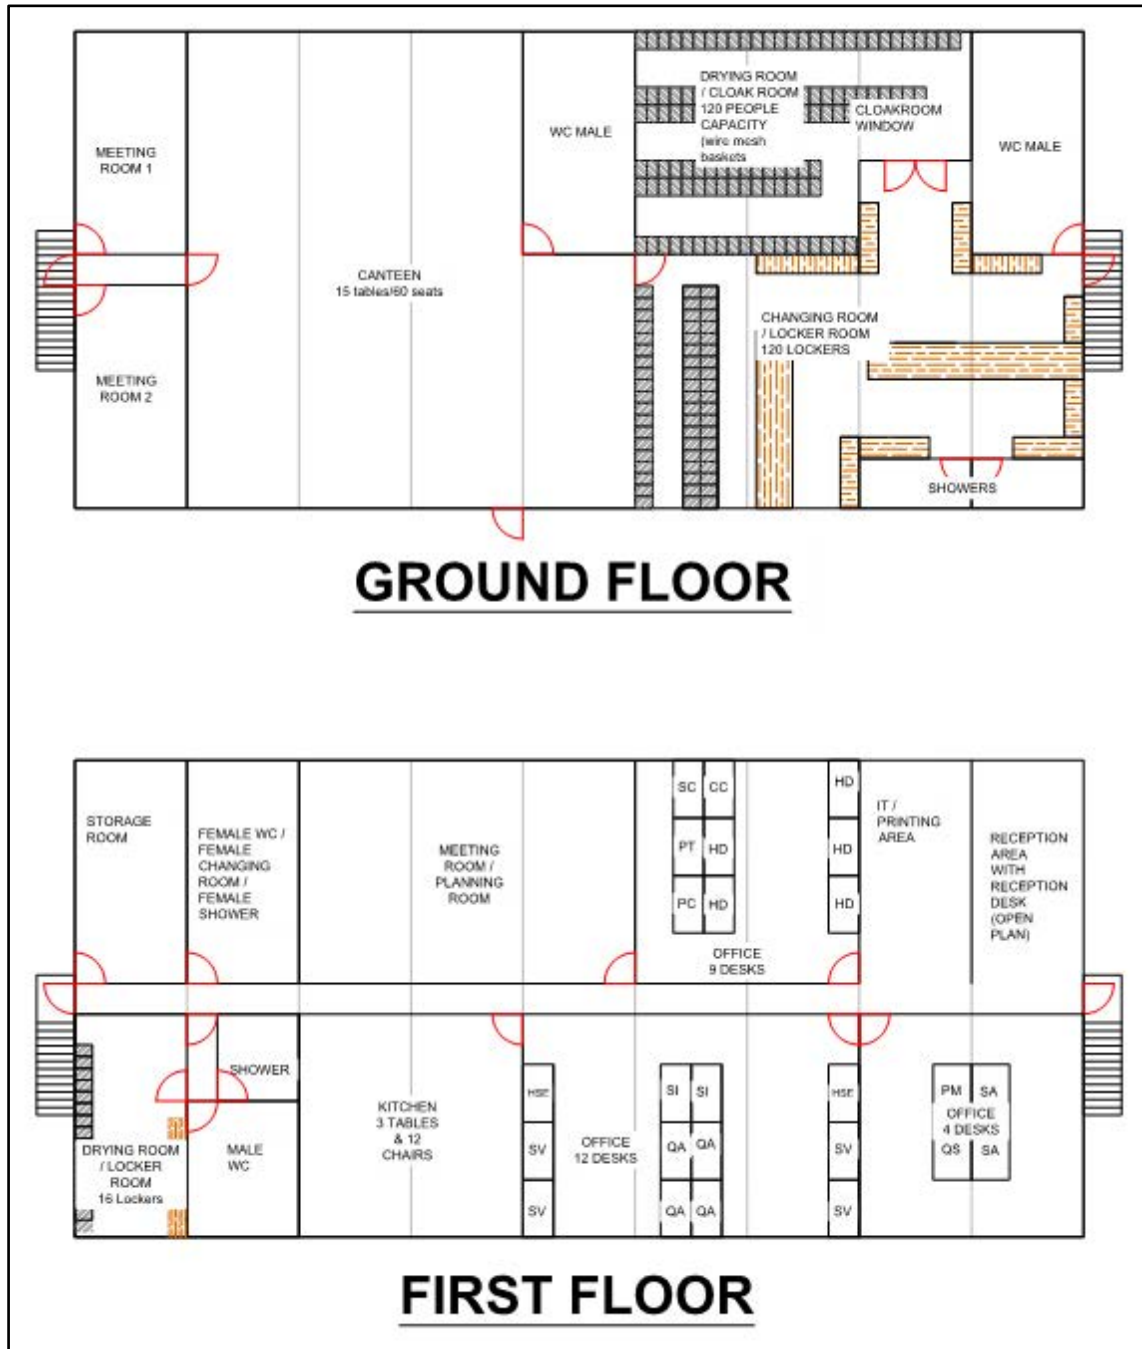 MEETING
ROOM 1
WC MALE
DRYING ROOM
/ CLOAK ROOM
120 PEOPLE
CAPACITY
(wire mesh
baskets
CLOAKROOM
WINDOW
WC MALE
CANTEEN
15 tables/60 seats
MEETING
ROOM 2
CHANGING ROOM
/ LOCKER ROOM
120 LOCKERS
SHOWERS
GROUND FLOOR
STORAGE
ROOM
FEMALE WC /
FEMALE
CHANGING
ROOM /
FEMALE
SHOWER
MEETING
ROOM /
PLANNING
ROOM
SC CC
PT HD
PC HD
HD
HD
HD
OFFICE
9 DESKS
IT /
PRINTING
AREA
RECEPTION
AREA
WITH
RECEPTION
DESK
(OPEN
PLAN)
DRYING ROOM
/ LOCKER
ROOM
16 Lockers
SHOWER
MALE
WC
KITCHEN
3 TABLES
& 12
CHAIRS
HSE
SV
SV
OFFICE
12 DESKS
SI SI
QA QA
QA QA
HSE
SV
SV
PM SA
OFFICE
4 DESKS
QS SA
FIRST FLOOR